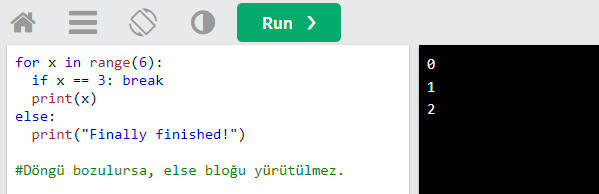 Run ❯
for x in range(6):
  if x == 3: break
  print(x)
else:
  print("Finally finished!")

#Döngü bozulursa, else bloğu yürütülmez.
0
1
2